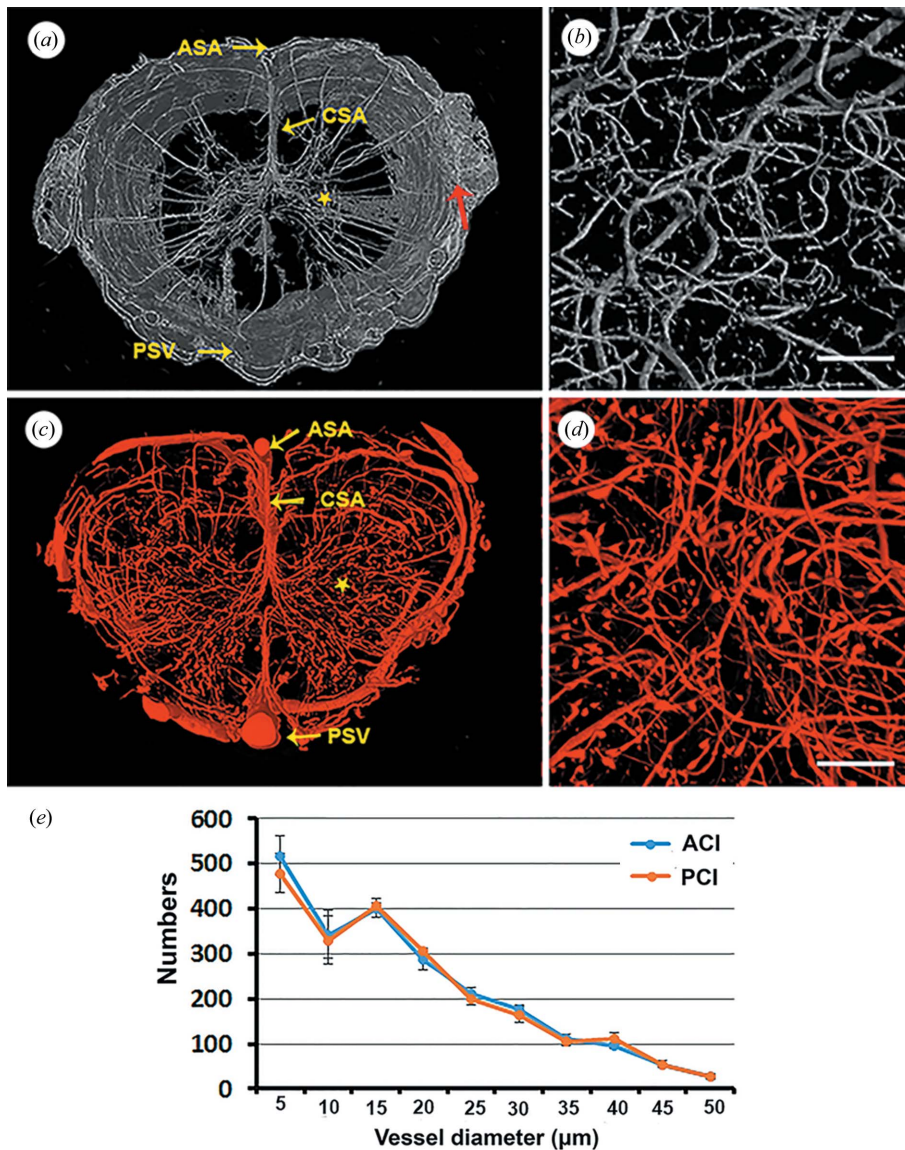 (a)
ASA
CSA
PSV
(b)
(c)
ASA
CSA
PSV
(d)
(e)
600
500
400
300
200
100
0
Numbers
ACI
PCI
5 10 15 20 25 30 35 40 45 50
Vessel diameter (µm)